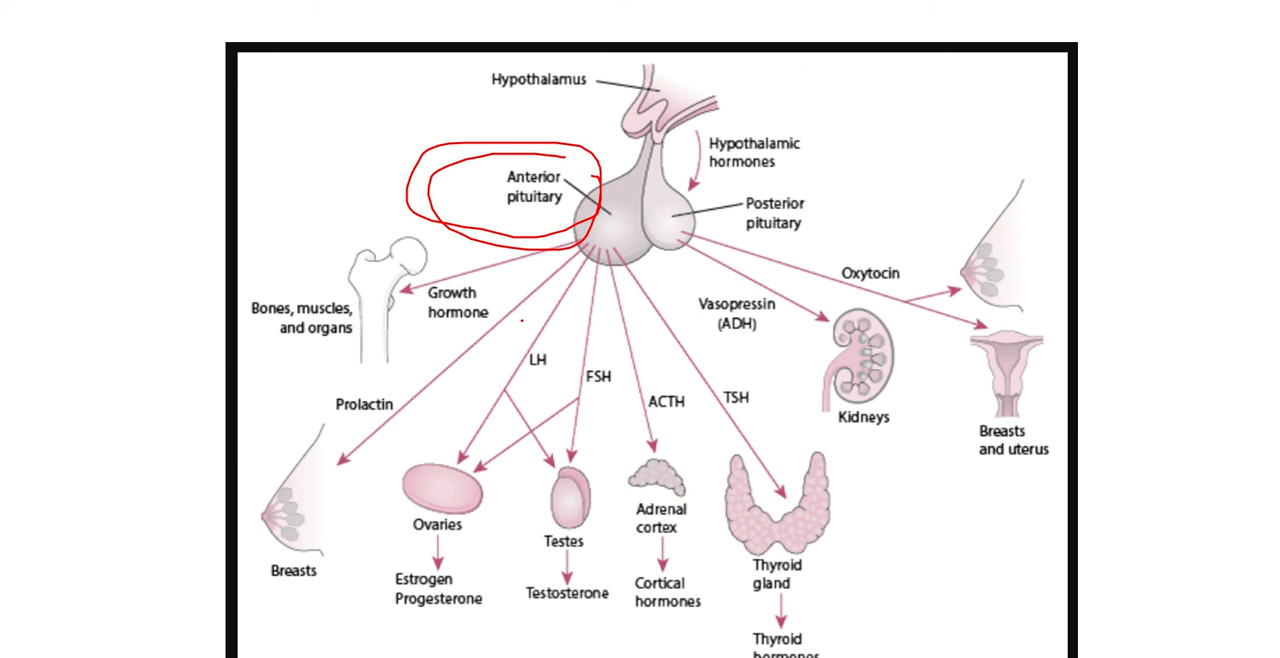 Hypothalamus
Hypothalamic
hormones
Anterior
pituitary
Posterior
pituitary
Growth
hormone
Bones, muscles,
and organs
Oxytocin
Vasopressin
(ADH)
LH
FSH
ACTH
TSH
Prolactin
Kidneys
Breasts
and uterus
Ovaries
Testes
Adrenal
cortex
Thyroid
gland
Breasts
Estrogen
Progesterone
Testosterone
Cortical
hormones
Thyroid
hormones